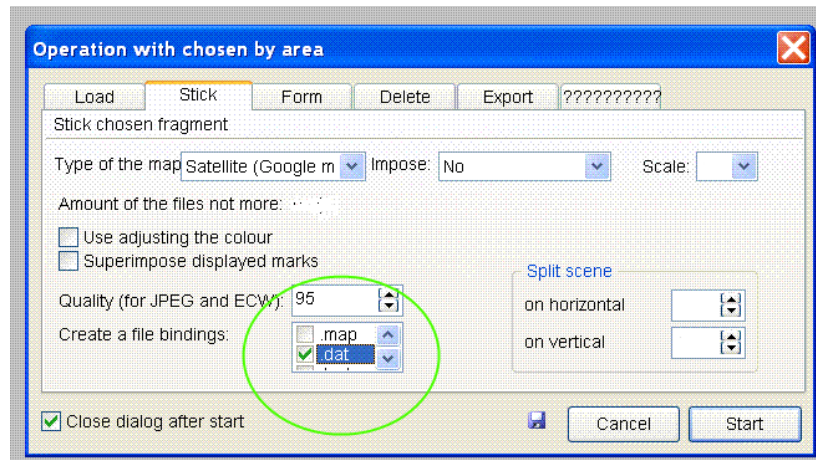 Operation with chosen by area
Load Stick Form Delete Export ??????????
Stick chosen fragment
Type of the map Satellite (Google m Impose: No Scale:
Amount of the files not more:
Use adjusting the colour
Superimpose displayed marks
Split scene
Quality (for JPEG and ECW): 95 on horizontal
Create a file bindings: .map
.dat on vertical
Close dialog after start Cancel Start